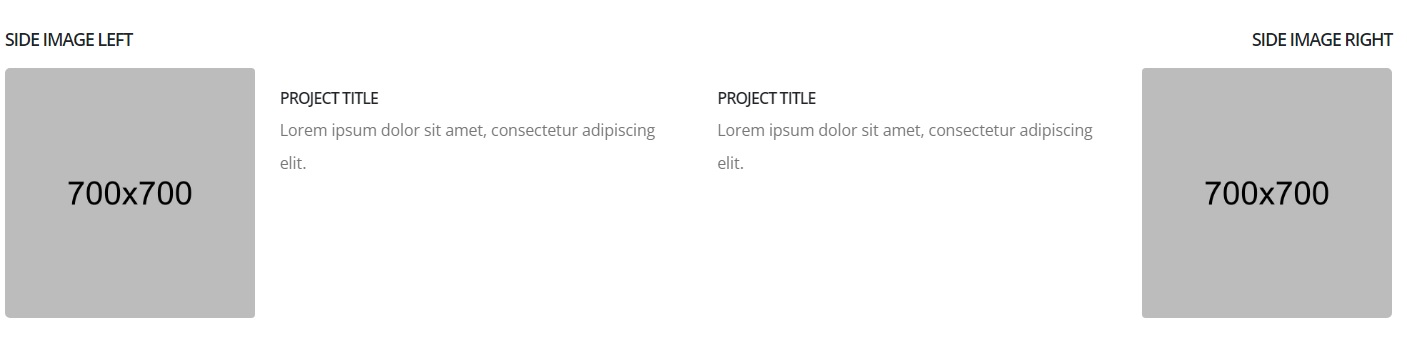 SIDE IMAGE LEFT
SIDE IMAGE RIGHT
700x700
PROJECT TITLE
Lorem ipsum dolor sit amet, consectetur adipiscing
elit.
PROJECT TITLE
Lorem ipsum dolor sit amet, consectetur adipiscing
elit.
700x700